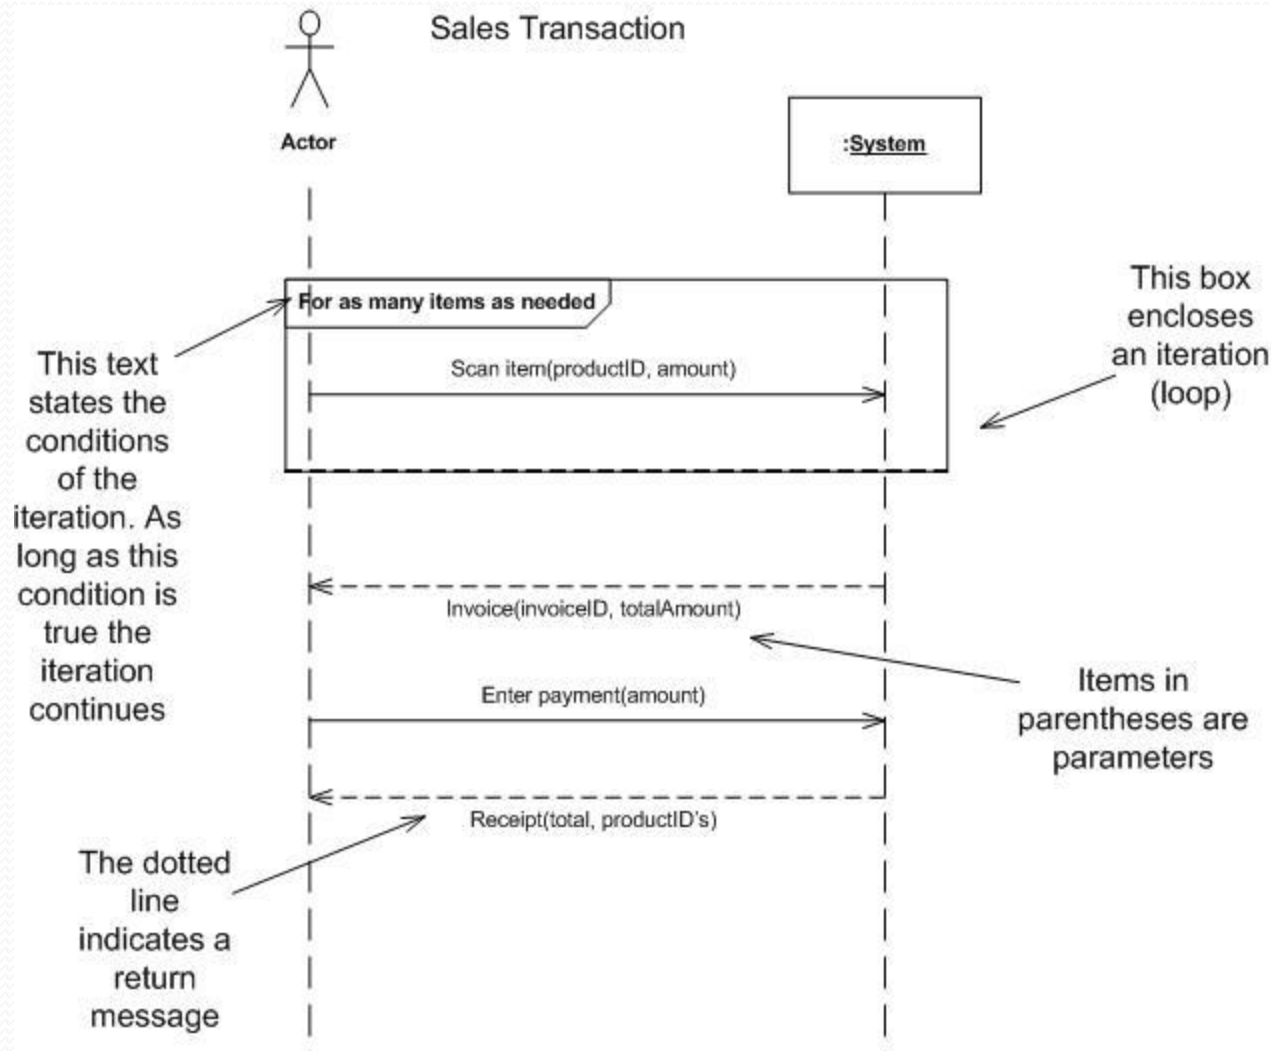 Sales Transaction
Actor
:System
For as many items as needed
Scan item(productID, amount)
This box
encloses
an iteration
(loop)
This text
states the
conditions
of the
iteration. As
long as this
condition is
true the
iteration
continues
Invoice(invoiceID, totalAmount)
Enter payment(amount)
Items in
parentheses are
parameters
Receipt(total, productID's)
The dotted
line
indicates a
return
message